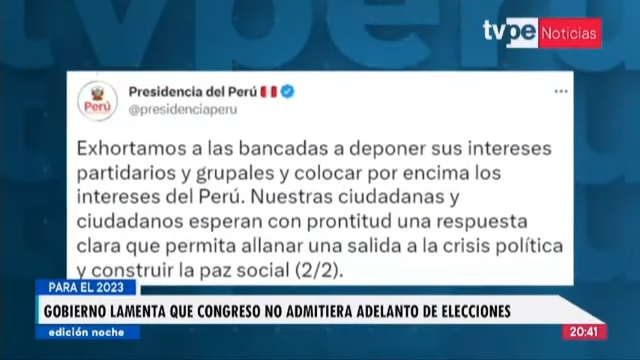 tvperu
tvpe Noticias
Presidencia del Perú
@presidenciaperu
Perú
Exhortamos a las bancadas a deponer sus intereses
partidarios y grupales y colocar por encima los
intereses del Perú. Nuestras ciudadanas y
ciudadanos esperan con prontitud una respuesta
clara que permita allanar una salida a la crisis política
y construir la paz social (2/2).
PARA EL 2023
GOBIERNO LAMENTA QUE CONGRESO NO ADMITIERA ADELANTO DE ELECCIONES
edición noche
20:41